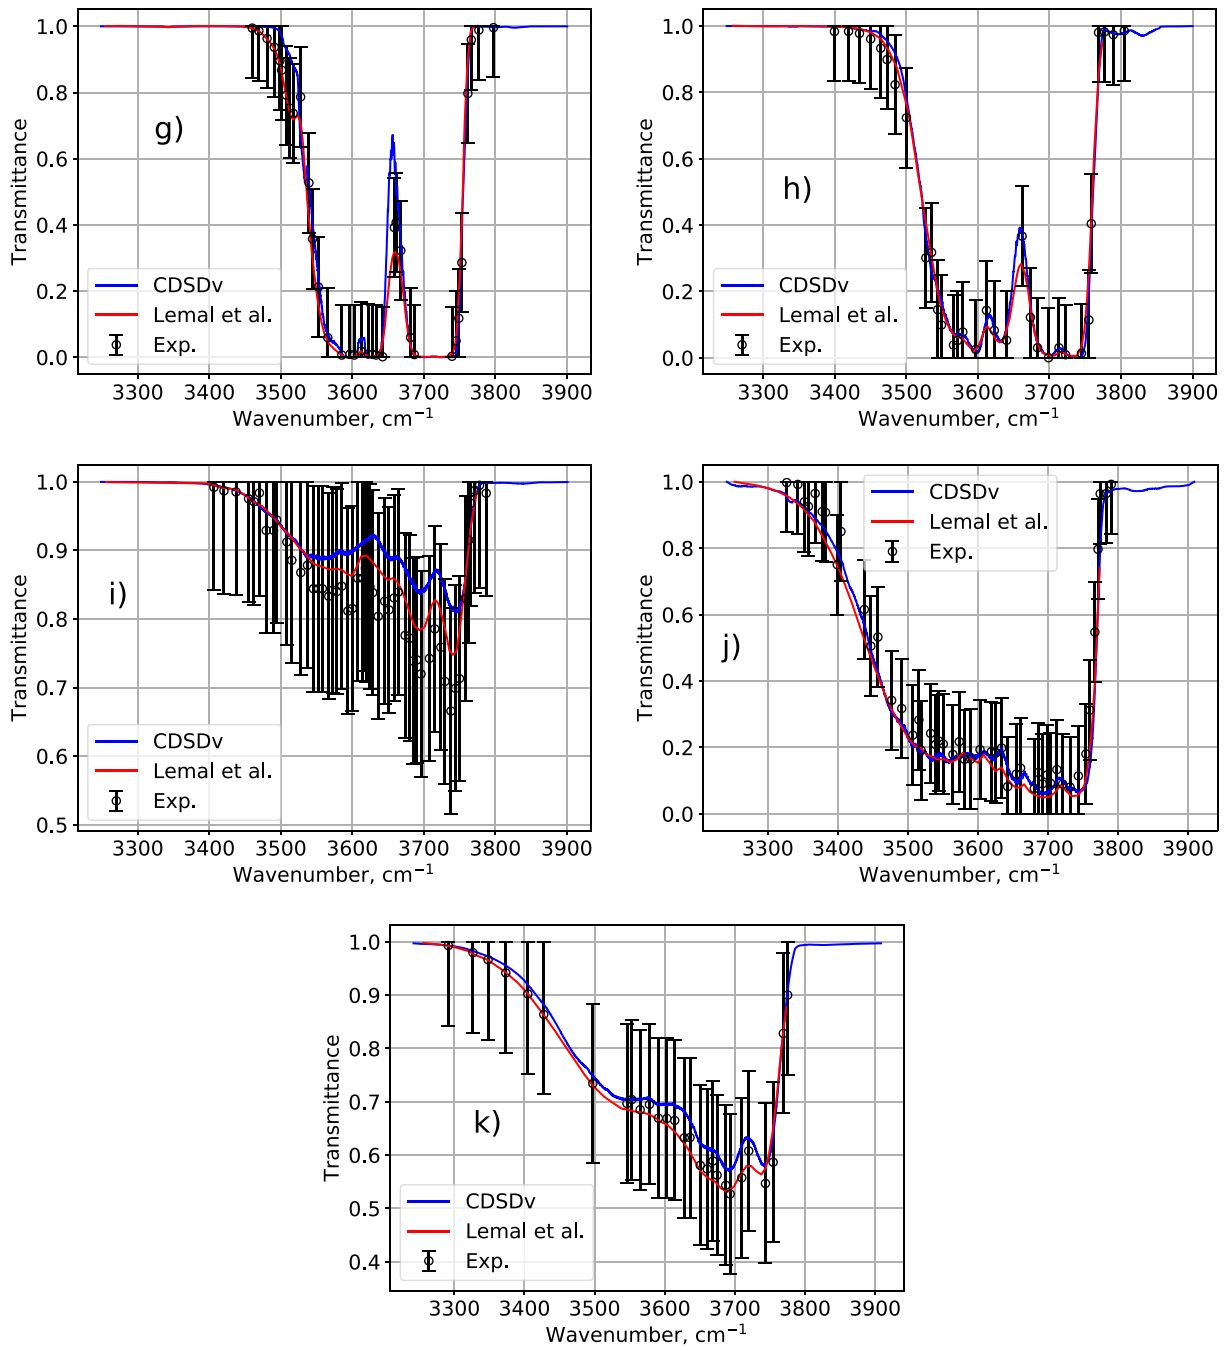 1.0
0.8
0.6
0.4
0.2
0.0
Transmittance
g)
CDSDv
Lemal et al.
Exp.
3300 3400 3500 3600 3700 3800 3900
Wavenumber, cm⁻¹
1.0
0.8
0.6
0.4
0.2
0.0
Transmittance
h)
CDSDv
Lemal et al.
Exp.
3300 3400 3500 3600 3700 3800 3900
Wavenumber, cm⁻¹
1.0
0.9
0.8
0.7
0.6
0.5
Transmittance
i)
CDSDv
Lemal et al.
Exp.
3300 3400 3500 3600 3700 3800 3900
Wavenumber, cm⁻¹
1.0
0.8
0.6
0.4
0.2
0.0
Transmittance
j)
CDSDv
Lemal et al.
Exp.
3300 3400 3500 3600 3700 3800 3900
Wavenumber, cm⁻¹
1.0
0.9
0.8
0.7
0.6
0.5
0.4
Transmittance
k)
CDSDv
Lemal et al.
Exp.
3300 3400 3500 3600 3700 3800 3900
Wavenumber, cm⁻¹